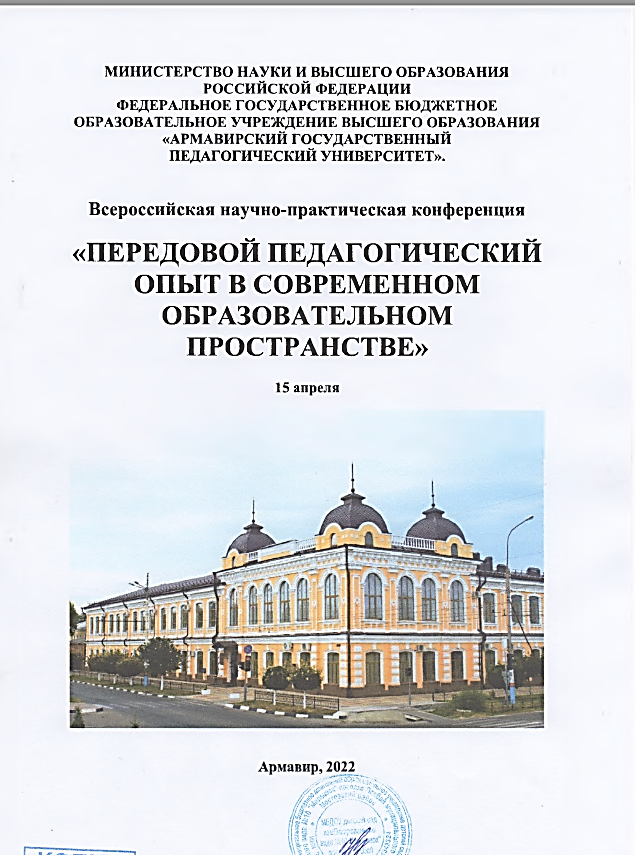 МИНИСТЕРСТВО НАУКИ И ВЫСШЕГО ОБРАЗОВАНИЯ
РОССИЙСКОЙ ФЕДЕРАЦИИ
ФЕДЕРАЛЬНОЕ ГОСУДАРСТВЕННОЕ БЮДЖЕТНОЕ
ОБРАЗОВАТЕЛЬНОЕ УЧРЕЖДЕНИЕ ВЫСШЕГО ОБРАЗОВАНИЯ
«АРМАВИРСКИЙ ГОСУДАРСТВЕННЫЙ
ПЕДАГОГИЧЕСКИЙ УНИВЕРСИТЕТ».
Всероссийская научно-практическая конференция
«ПЕРЕДОВОЙ ПЕДАГОГИЧЕСКИЙ
ОПЫТ В СОВРЕМЕННОМ
ОБРАЗОВАТЕЛЬНОМ
ПРОСТРАНСТВЕ»
15 апреля
Армавир, 2022